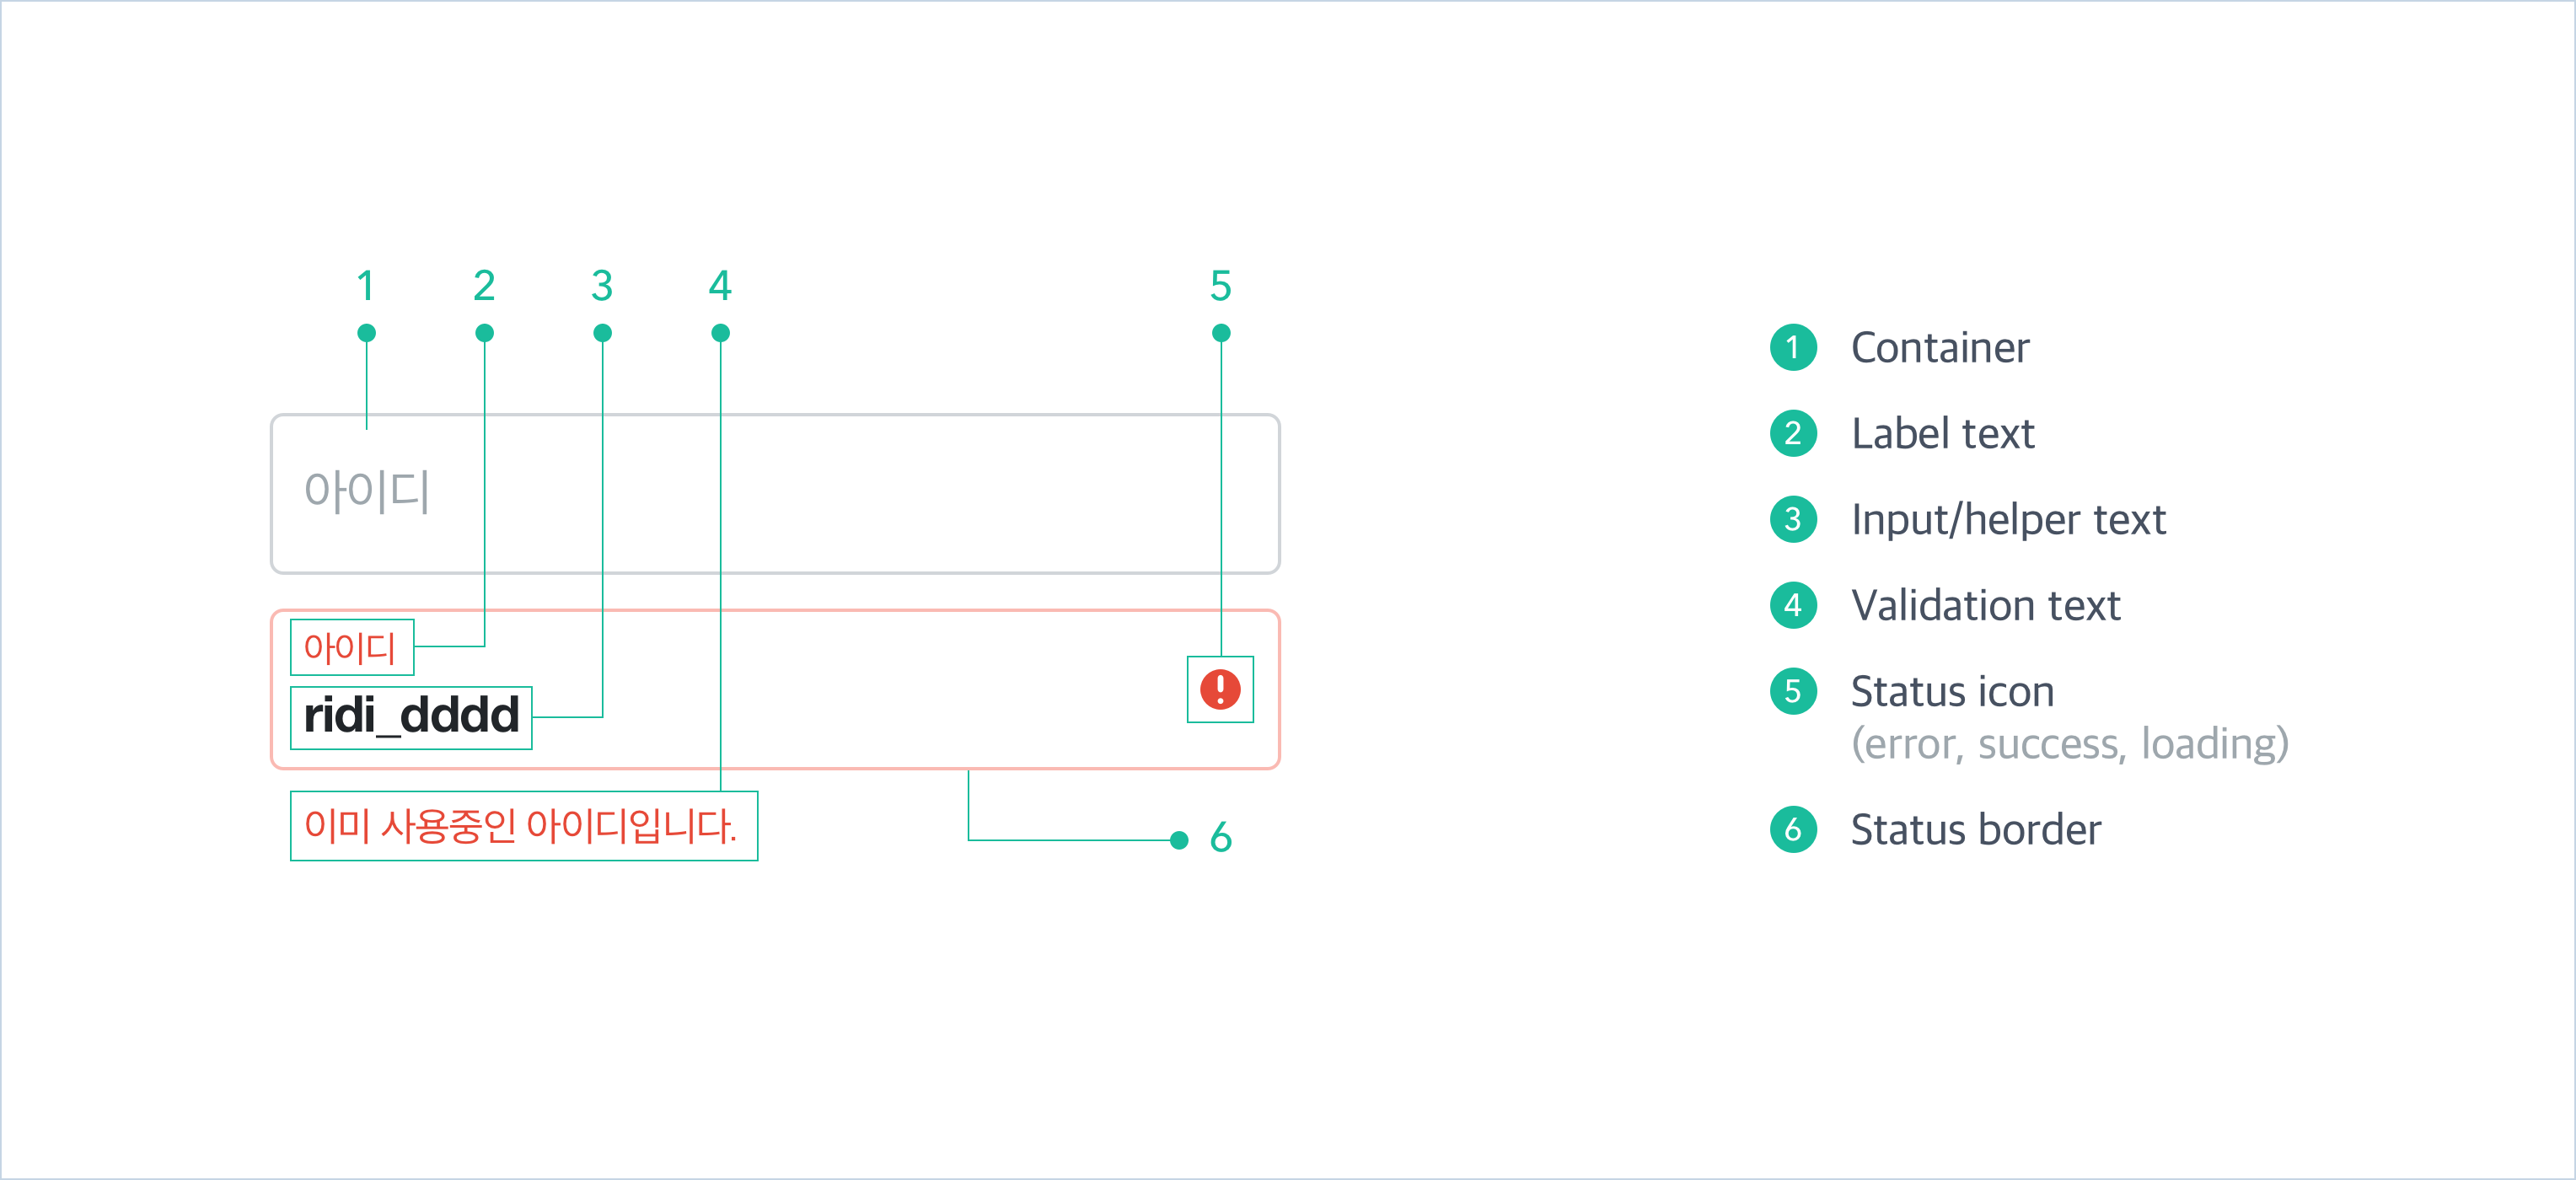 1 2 3 4 5
아이디
아이디
ridi_dddd
이미 사용중인 아이디입니다.
6
1 Container
2 Label text
3 Input/helper text
4 Validation text
5 Status icon
(error, success, loading)
6 Status border